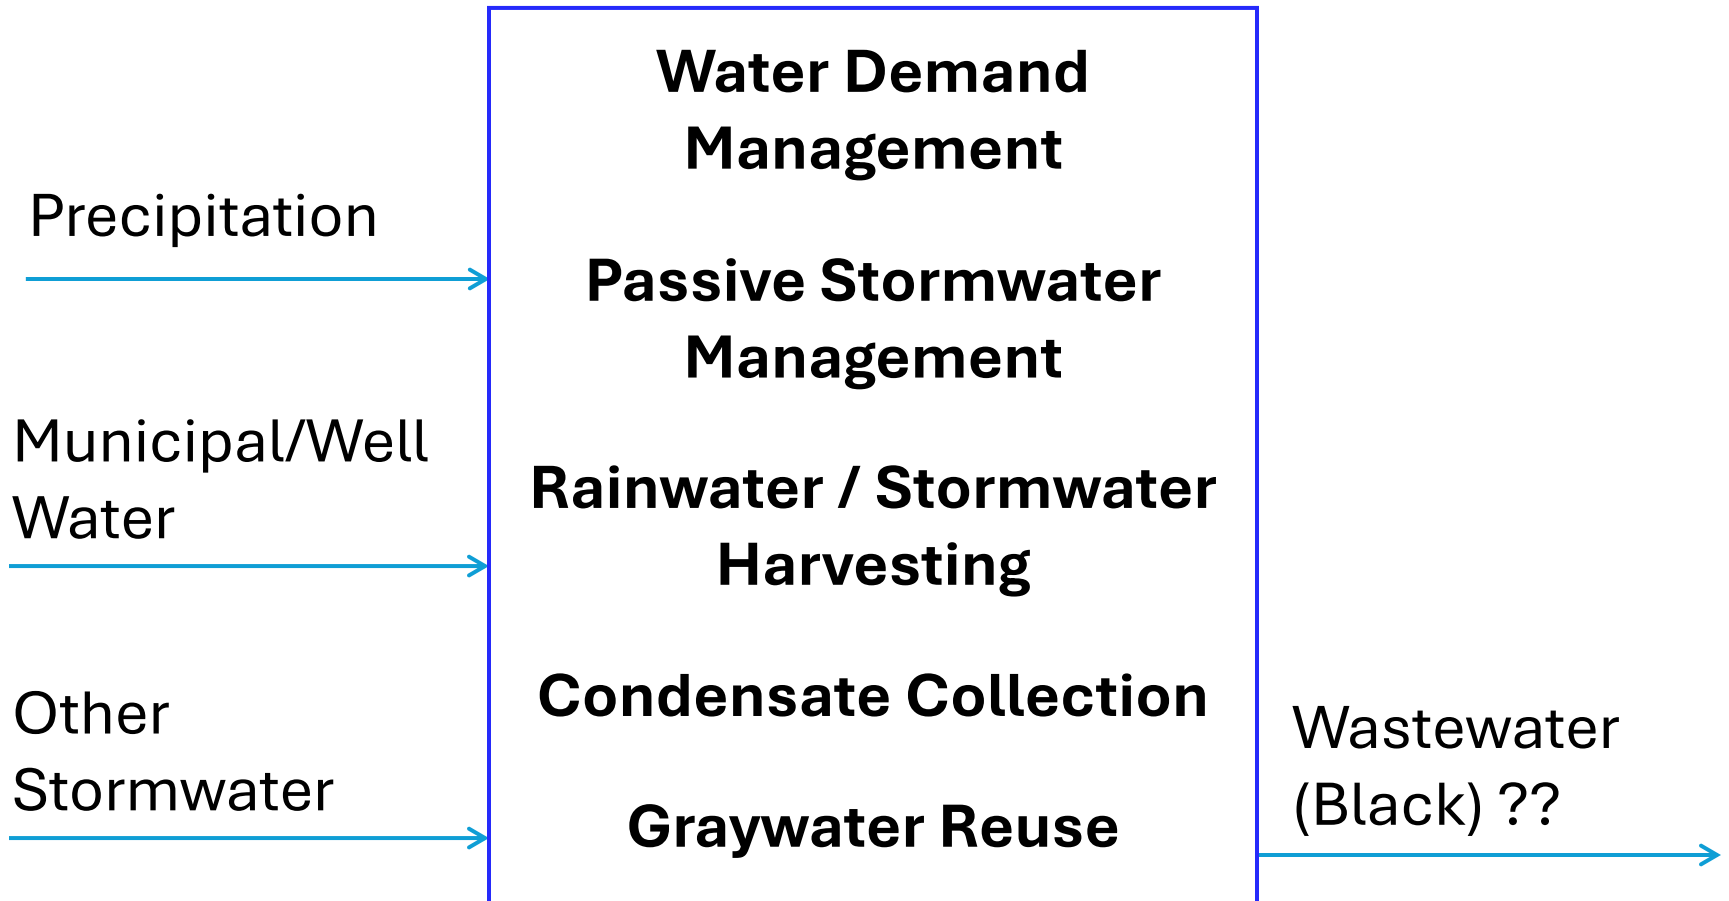 Water Demand
Management
Precipitation
Passive Stormwater
Management
Municipal/Well
Water
Rainwater / Stormwater
Harvesting
Other
Stormwater
Condensate Collection
Graywater Reuse
Wastewater
(Black) ??